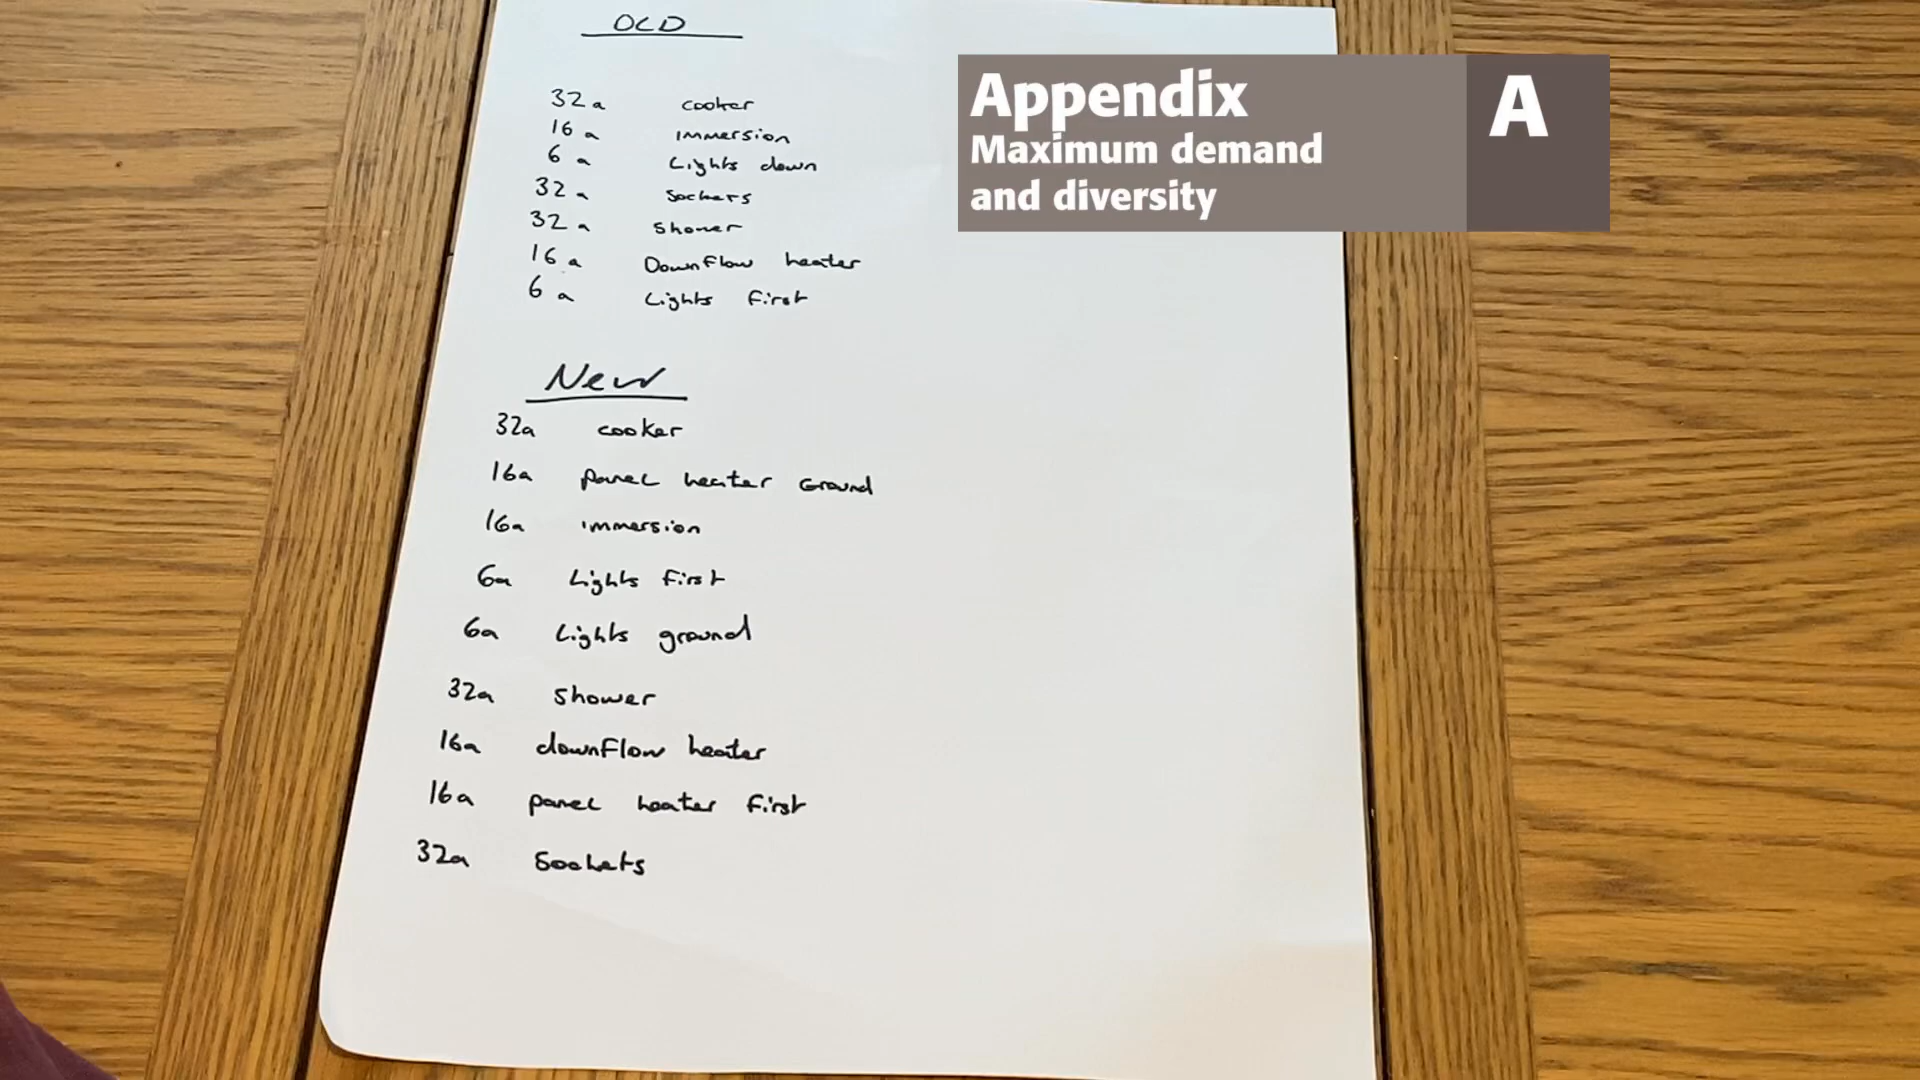 OLD
32a cooker
16a immersion
6a Lights down
32a Sockets
32a Shower
16a Downflow heater
6a Lights first
New
32a cooker
16a panel heater Ground
16a immersion
6a Lights first
6a Lights ground
32a shower
16a downflow heater
16a panel heater first
32a Sockets
Appendix A
Maximum demand
and diversity